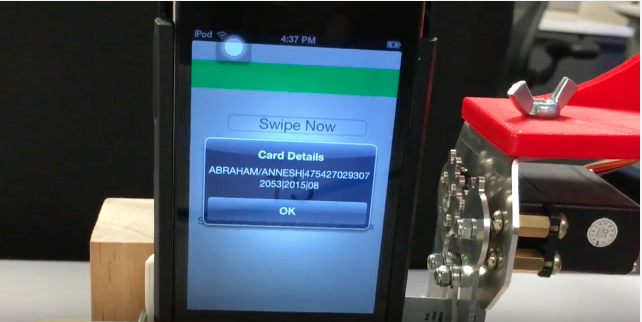 iPod
4:37 PM
Swipe Now
Card Details
ABRAHAM/ANNESH|475427029307
2053|2015|08
OK